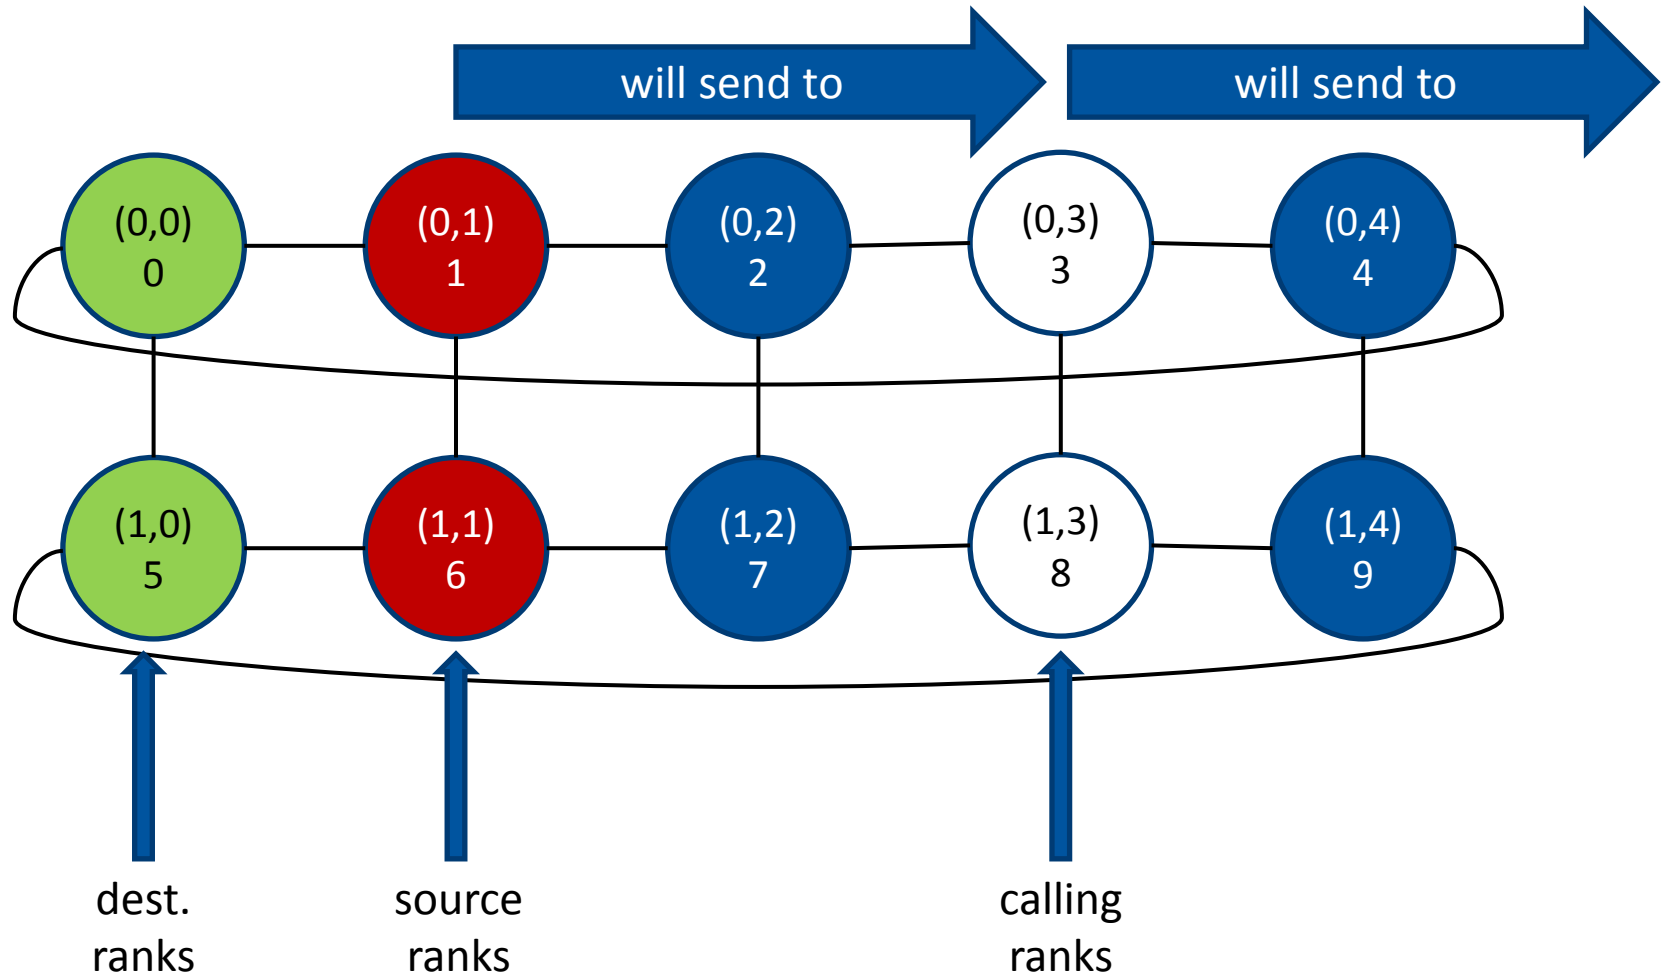 will send to
will send to
(0,0)
0
(0,1)
1
(0,2)
2
(0,3)
3
(0,4)
4
(1,0)
5
(1,1)
6
(1,2)
7
(1,3)
8
(1,4)
9
dest.
ranks
source
ranks
calling
ranks